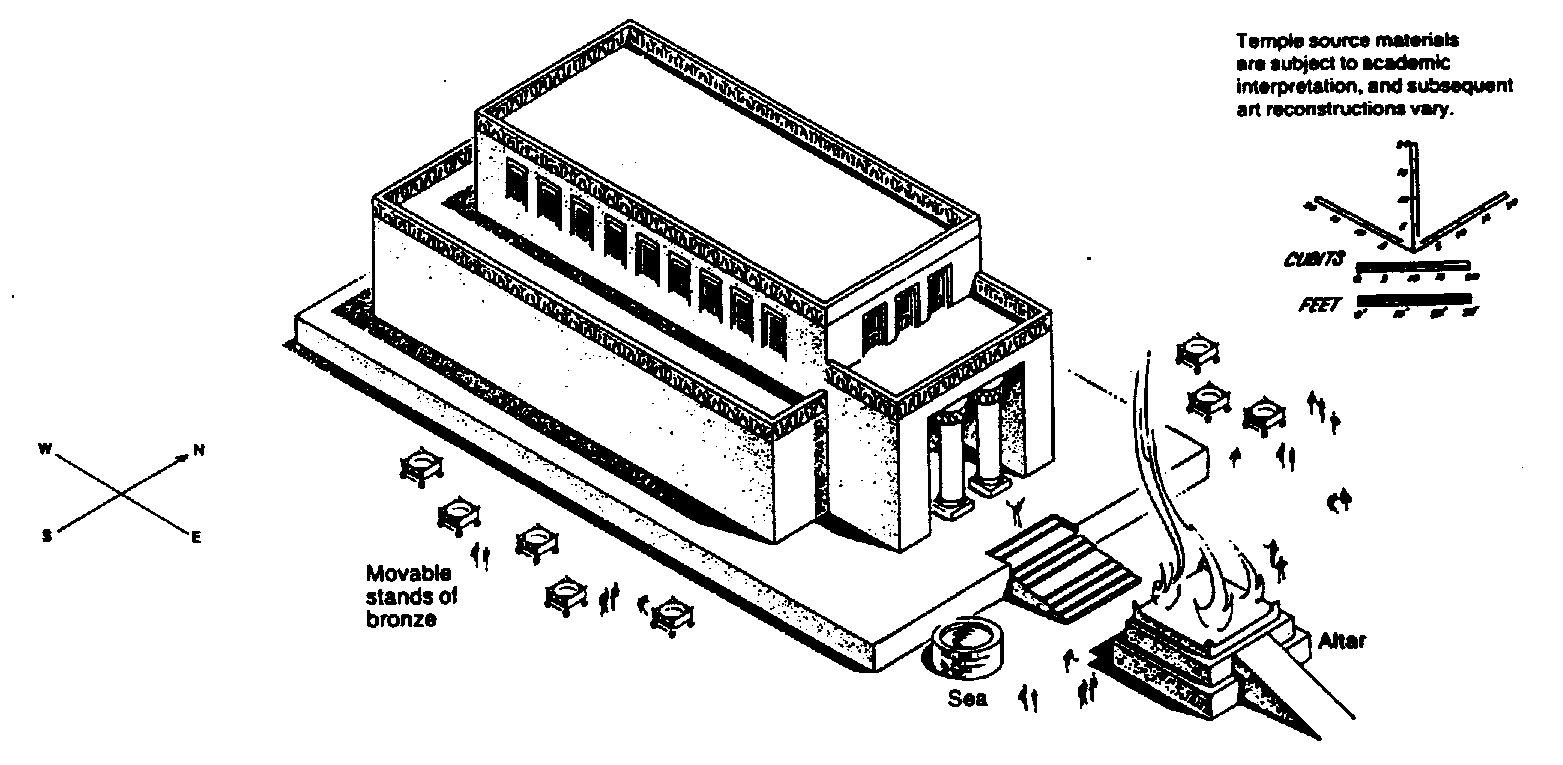 Temple source materials
are subject to academic
interpretation, and subsequent
art reconstructions vary.
CUBITS
FEET
W
N
S
E
Movable
stands of
bronze
Sea
Altar